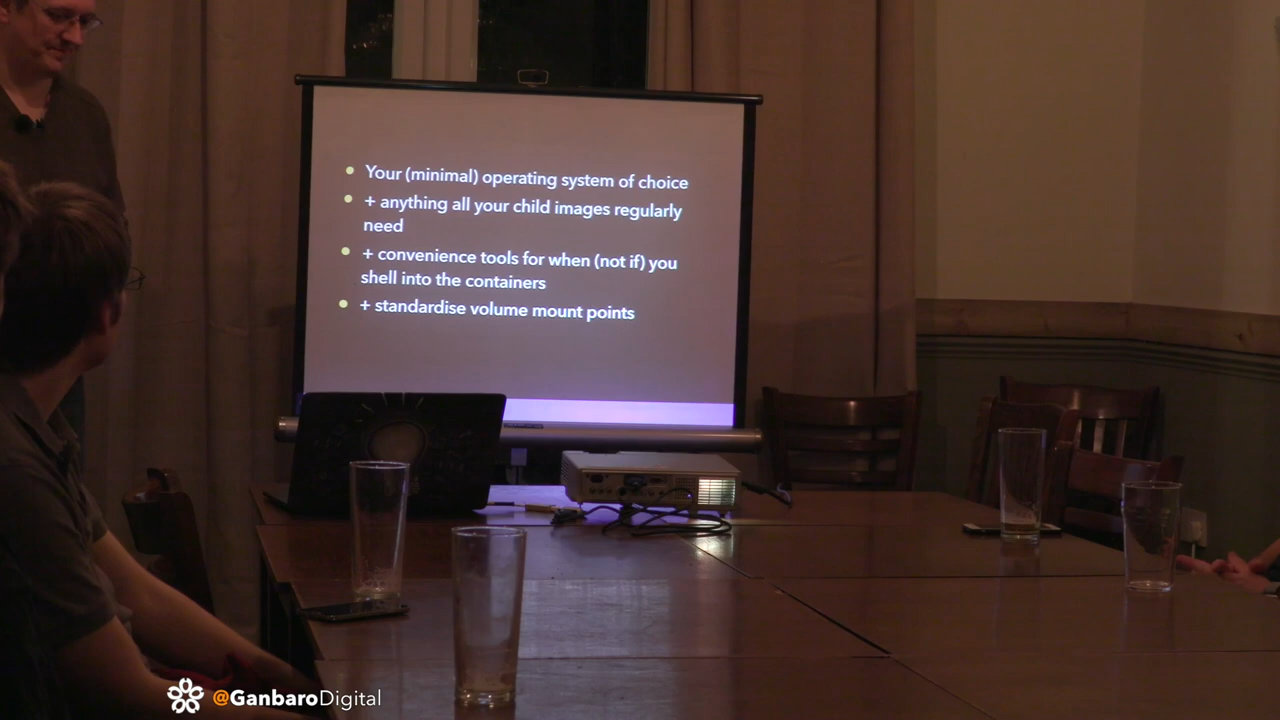 Your (minimal) operating system of choice
+ anything all your child images regularly
need
+ convenience tools for when (not if) you
shell into the containers
+ standardise volume mount points
@GanbaroDigital